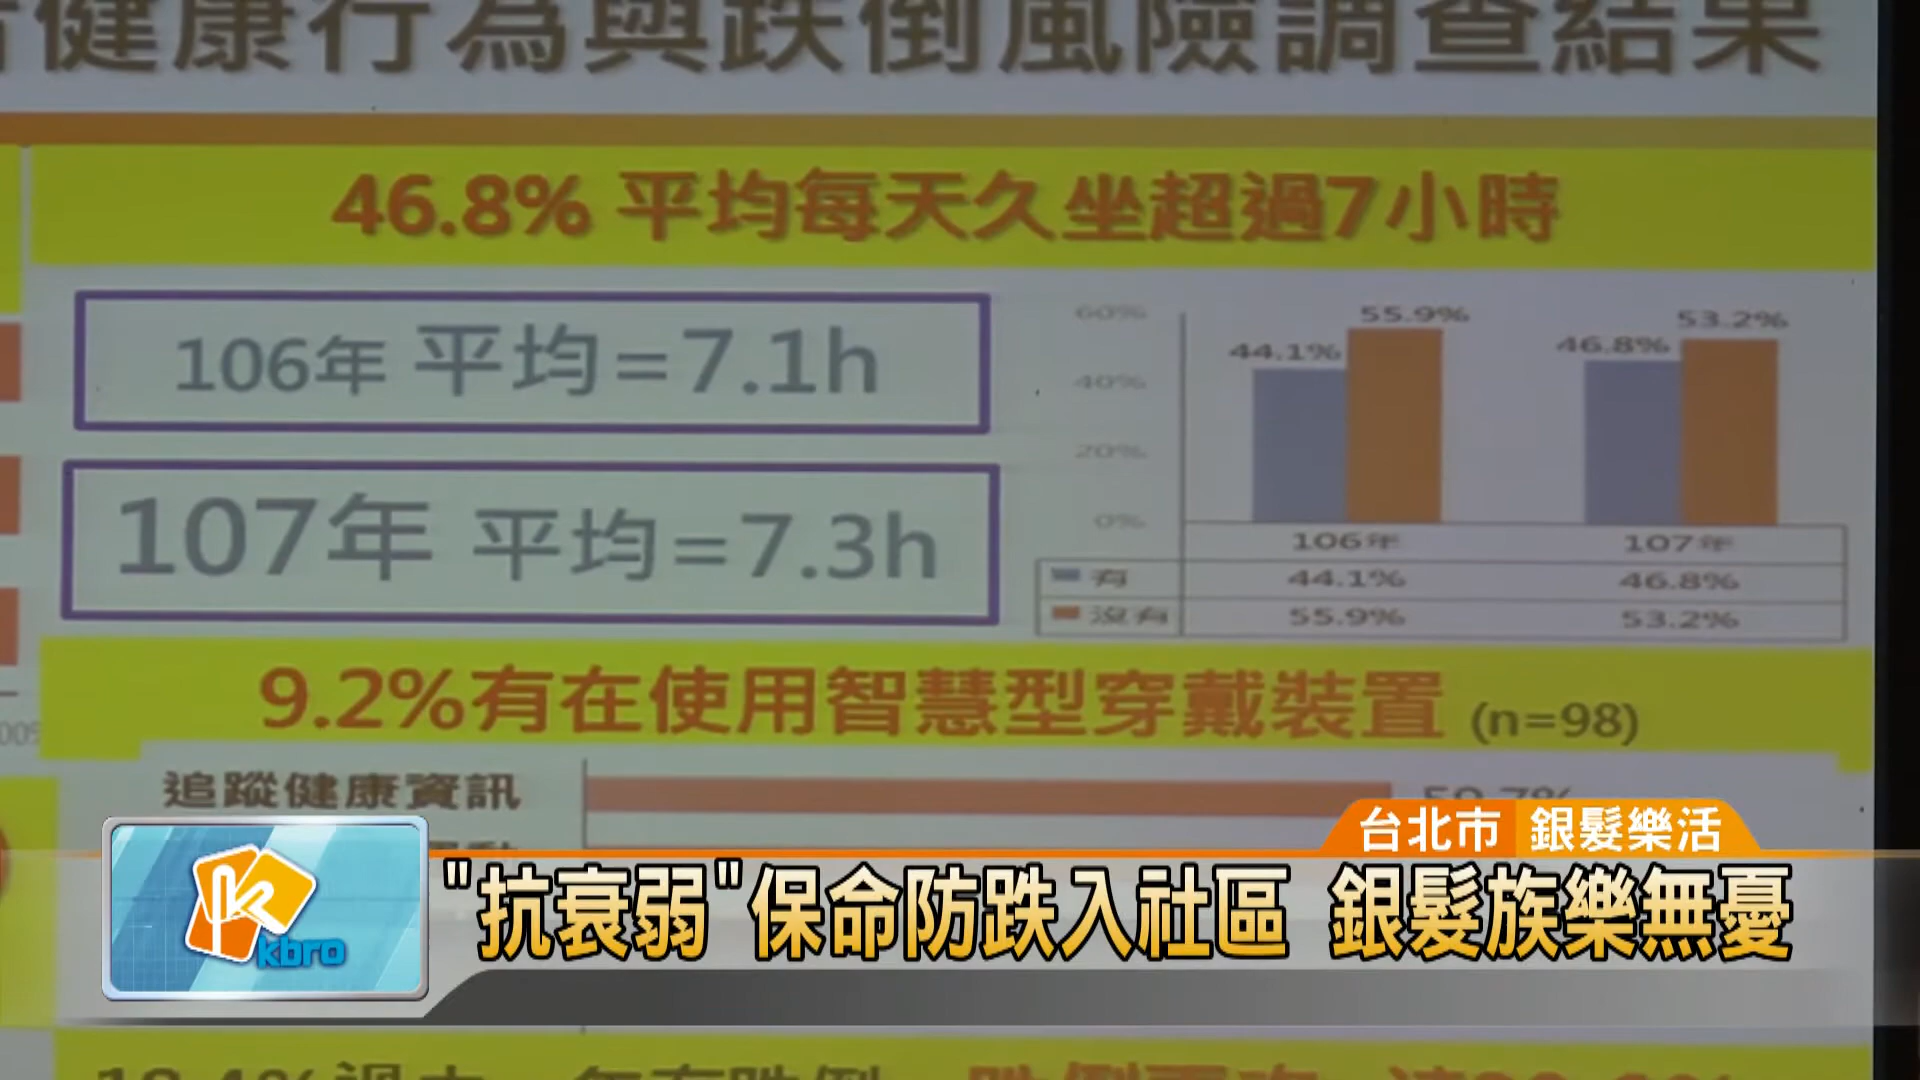 健康行為與跌倒風險調查結果
46.8% 平均每天久坐超過7小時
106年 平均=7.1h
107年 平均=7.3h
60%
40%
20%
0%
44.1%
55.9%
46.8%
53.2%
106年 107年
有 44.1% 46.8%
沒有 55.9% 53.2%
9.2%有在使用智慧型穿戴裝置 (n=98)
追蹤健康資訊
台北市 銀髮樂活
"抗衰弱"保命防跌入社區 銀髮族樂無憂
kbro